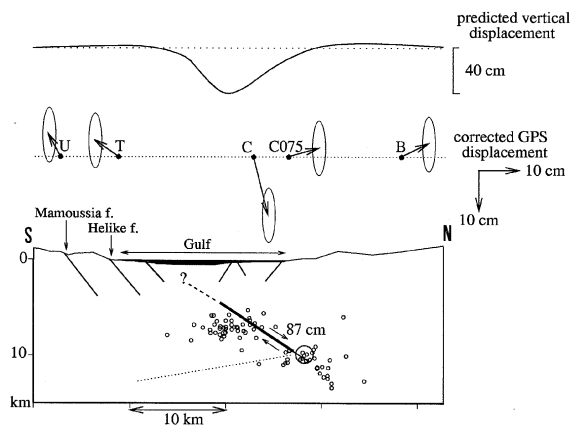 predicted vertical
displacement
40 cm
U
T
C
C075
B
corrected GPS
displacement
10 cm
10 cm
Mamoussia f.
S
Helike f.
Gulf
N
0
?
87 cm
10
km
10 km